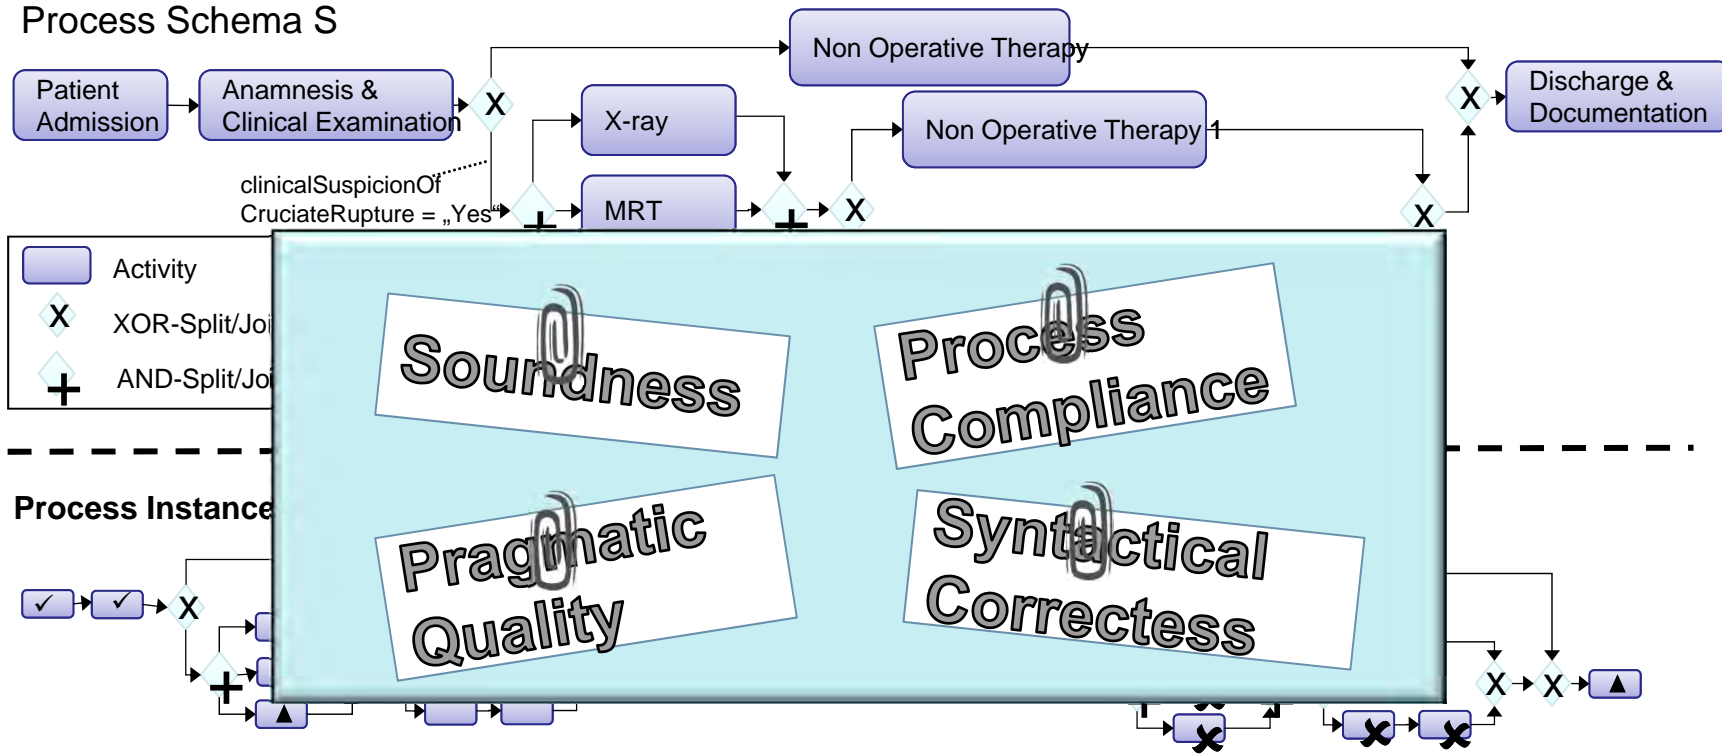 Process Schema S
Non Operative Therapy
Patient
Admission
Anamnesis &
Clinical Examination
X
X-ray
Non Operative Therapy 1
X
Discharge &
Documentation
clinicalSuspicionOf
CruciateRupture = „Yes“
+
MRT
+
X
X
Activity
X
XOR-Split/Joi
+
AND-Split/Joi
Soundness
Process
Compliance
Process Instance
Pragmatic
Quality
Syntactical
Correctess
✓
✓
X
+
▲
X
X
▲
✘
✘
✘